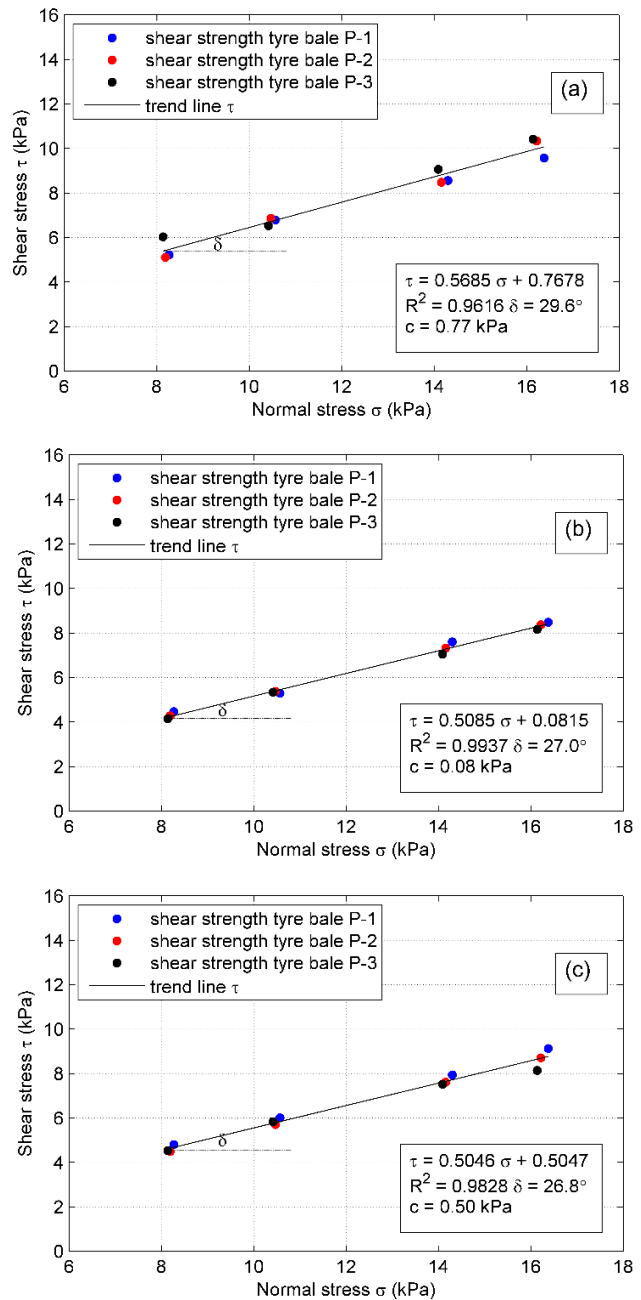 16
14
12
10
8
6
4
2
0
Shear stress τ (kPa)
shear strength tyre bale P-1
shear strength tyre bale P-2
shear strength tyre bale P-3
trend line τ
(a)
δ
τ = 0.5685 σ + 0.7678
R² = 0.9616 δ = 29.6°
c = 0.77 kPa
6 8 10 12 14 16 18
Normal stress σ (kPa)
16
14
12
10
8
6
4
2
0
Shear stress τ (kPa)
shear strength tyre bale P-1
shear strength tyre bale P-2
shear strength tyre bale P-3
trend line τ
(b)
δ
τ = 0.5085 σ + 0.0815
R² = 0.9937 δ = 27.0°
c = 0.08 kPa
6 8 10 12 14 16 18
Normal stress σ (kPa)
16
14
12
10
8
6
4
2
0
Shear stress τ (kPa)
shear strength tyre bale P-1
shear strength tyre bale P-2
shear strength tyre bale P-3
trend line τ
(c)
δ
τ = 0.5046 σ + 0.5047
R² = 0.9828 δ = 26.8°
c = 0.50 kPa
6 8 10 12 14 16 18
Normal stress σ (kPa)